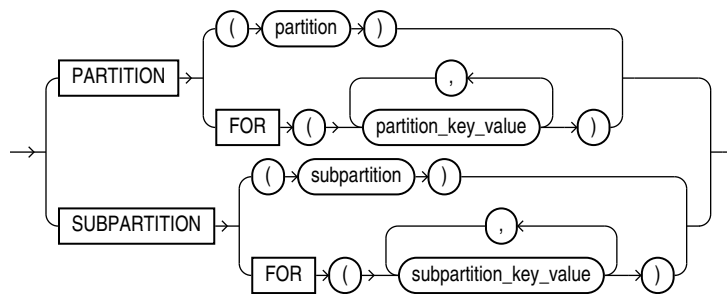 ( partition )
PARTITION
,
FOR ( partition_key_value )
( subpartition )
SUBPARTITION
,
FOR ( subpartition_key_value )